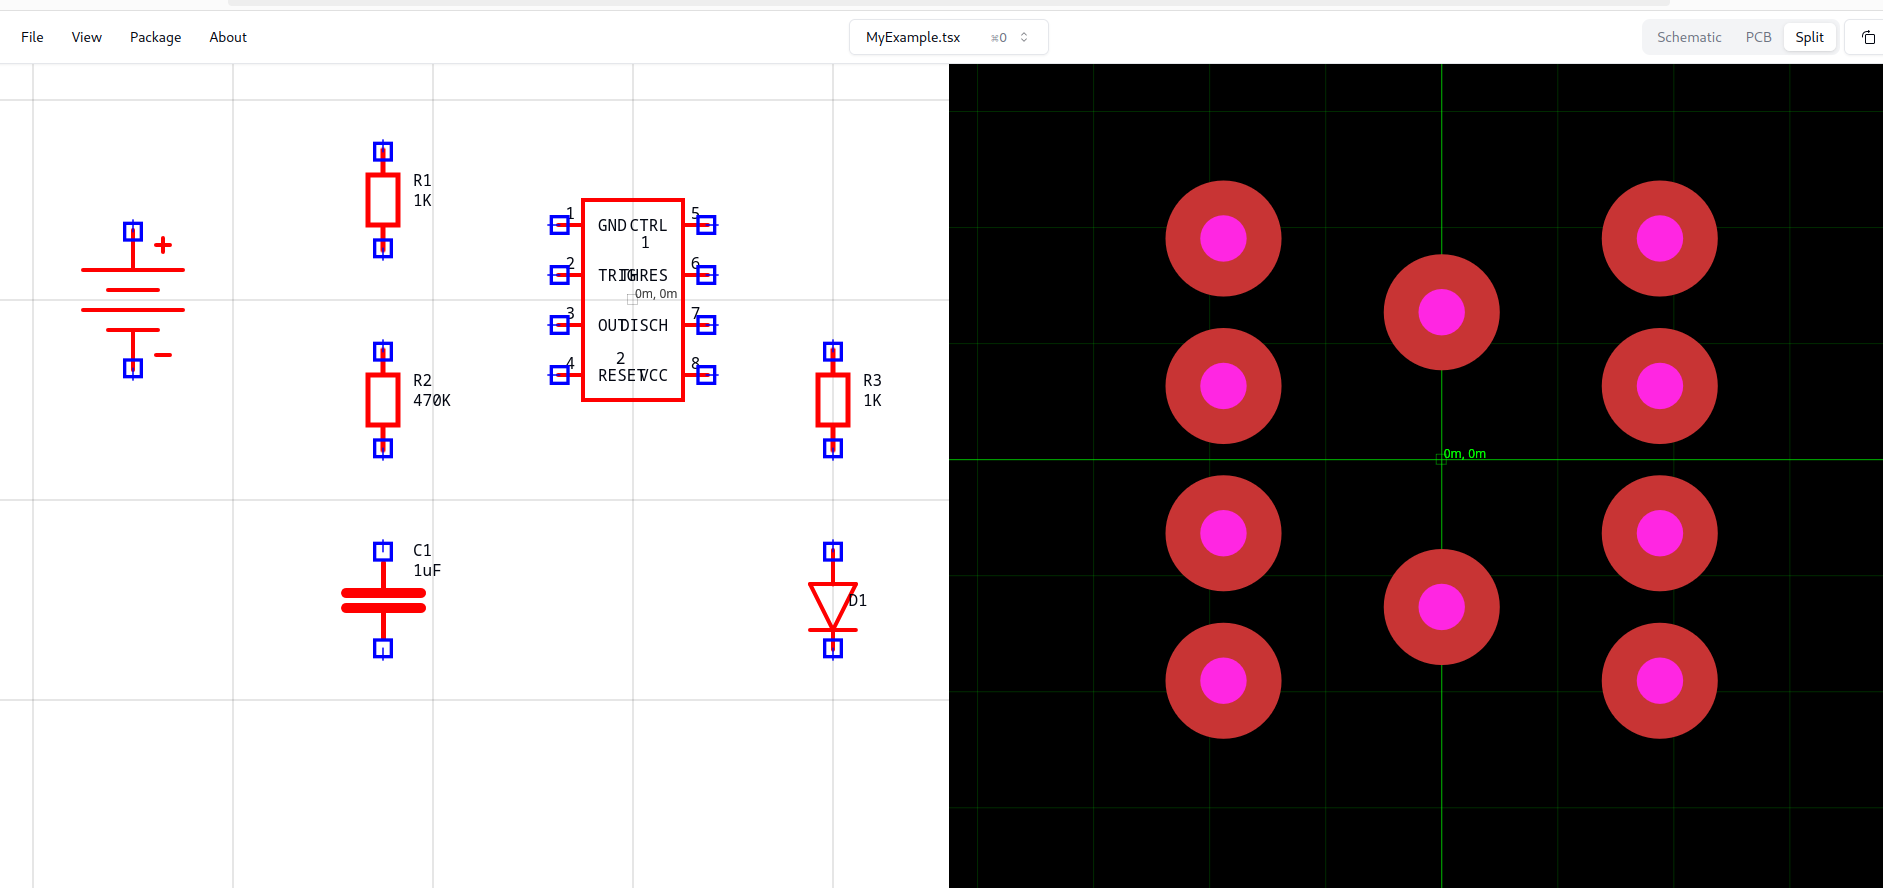 File View Package About MyExample.tsx ⌘O Schematic PCB Split
R1
1K
+
1 GND CTRL 5
1
2 TRIG THRES 6
0m, 0m
3 OUT DISCH 7
2
4 RESET VCC 8
−
R2
470K
R3
1K
C1
1uF
D1
0m, 0m